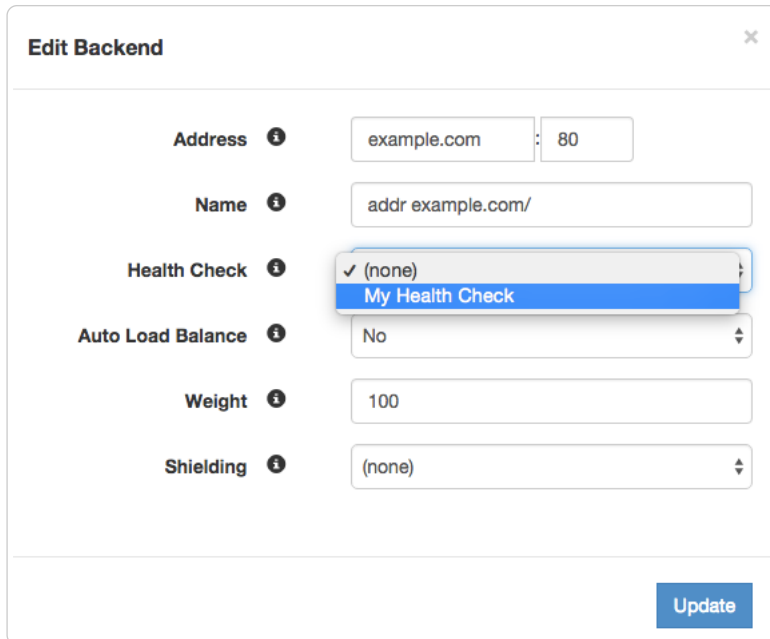 Edit Backend ×
Address example.com : 80
Name addr example.com/
Health Check ✓ (none)
My Health Check
Auto Load Balance No
Weight 100
Shielding (none)
Update